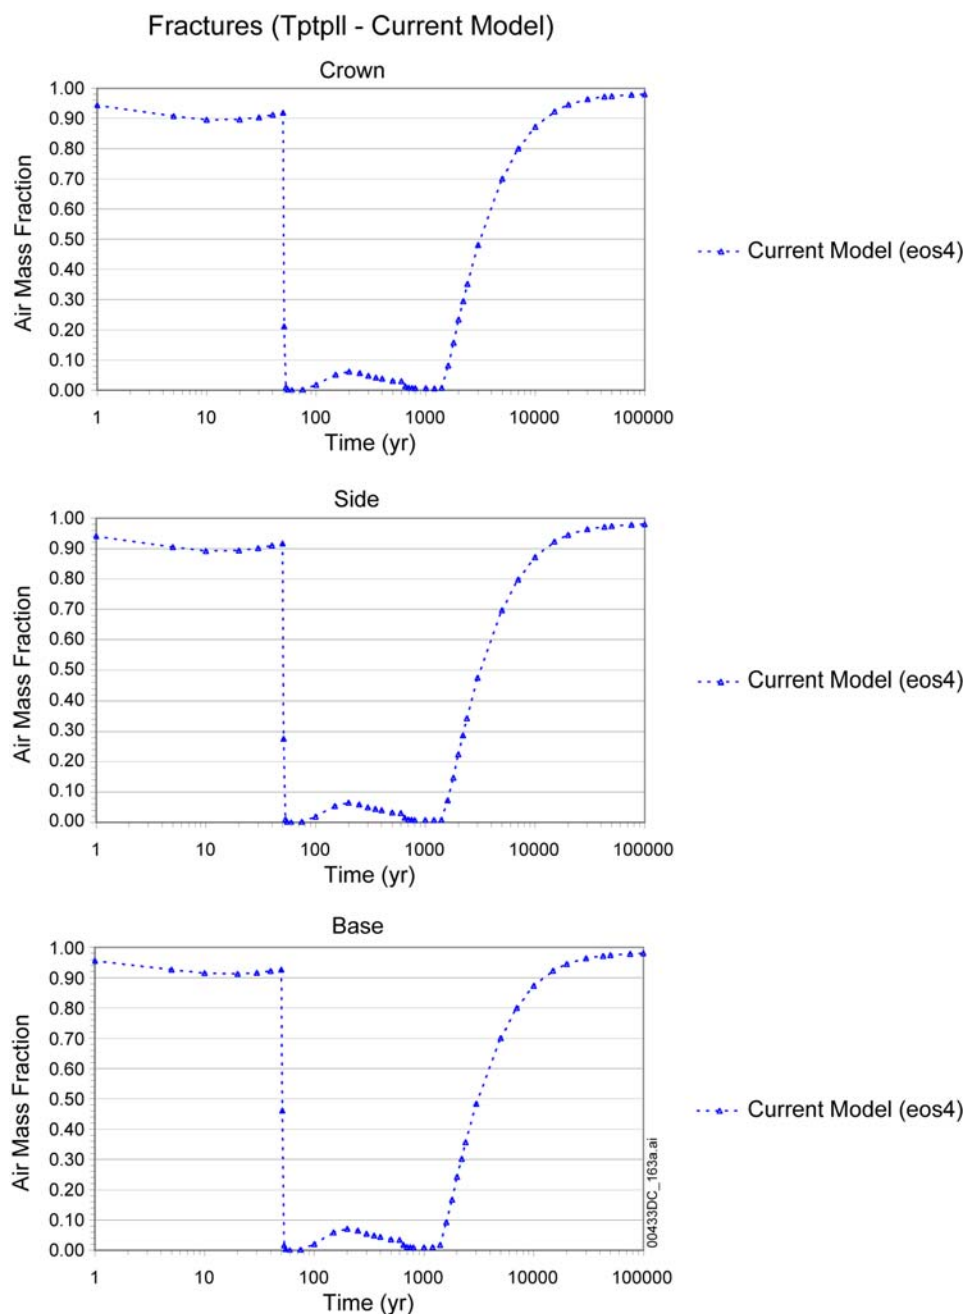 Fractures (Tptpll - Current Model)
Crown
1.00
0.90
0.80
0.70
0.60
0.50
0.40
0.30
0.20
0.10
0.00
Air Mass Fraction
1 10 100 1000 10000 100000
Time (yr)
Current Model (eos4)
Side
1.00
0.90
0.80
0.70
0.60
0.50
0.40
0.30
0.20
0.10
0.00
Air Mass Fraction
1 10 100 1000 10000 100000
Time (yr)
Current Model (eos4)
Base
1.00
0.90
0.80
0.70
0.60
0.50
0.40
0.30
0.20
0.10
0.00
Air Mass Fraction
1 10 100 1000 10000 100000
Time (yr)
Current Model (eos4)
00433DC_163a.ai